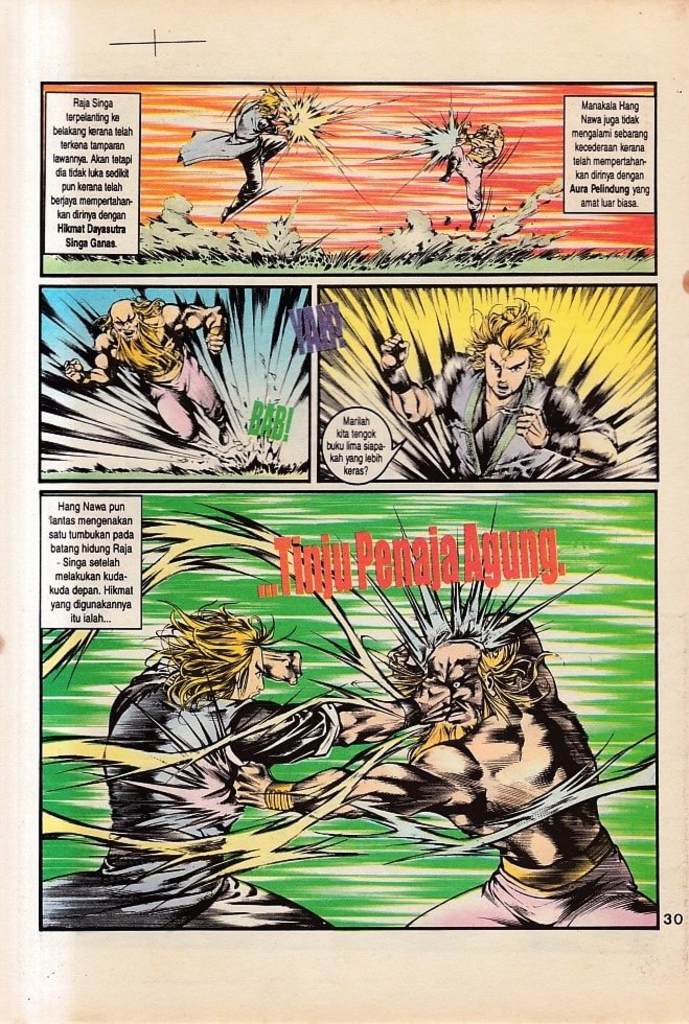 Raja Singa
terpelanting ke
belakang kerana telah
terkena tamparan
lawannya. Akan tetapi
dia tidak luka sedikit
pun kerana telah
berjaya mempertahan-
kan dirinya dengan
Hikmat Dayasutra
Singa Ganas.
Manakala Hang
Nawa juga tidak
mengalami sebarang
kecederaan kerana
telah mempertahan-
kan dirinya dengan
Aura Pelindung yang
amat luar biasa.
YAH!
BAB!
Marilah
kita tengok
buku lima siapa-
kah yang lebih
keras?
Hang Nawa pun
lantas mengenakan
satu tumbukan pada
batang hidung Raja
Singa setelah
melakukan kuda-
kuda depan. Hikmat
yang digunakannya
itu ialah...
...Tinju Penaja Agung.
30